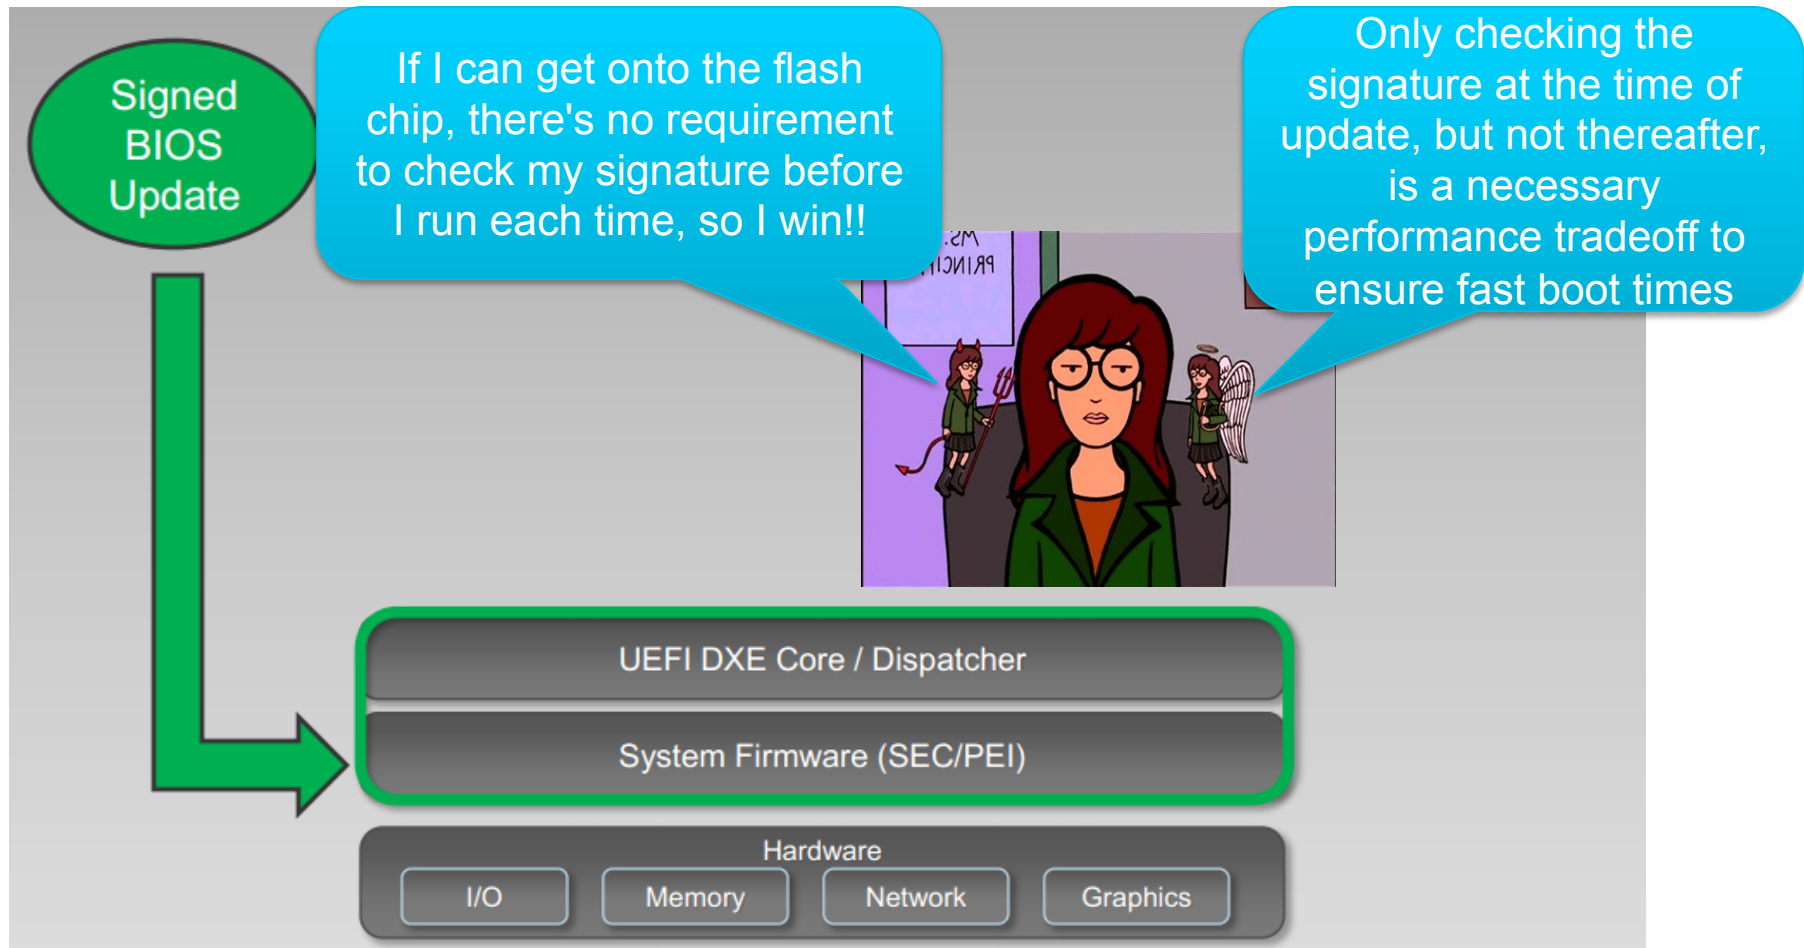 Signed
BIOS
Update
If I can get onto the flash
chip, there's no requirement
to check my signature before
I run each time, so I win!!
Only checking the
signature at the time of
update, but not thereafter,
is a necessary
performance tradeoff to
ensure fast boot times
UEFI DXE Core / Dispatcher
System Firmware (SEC/PEI)
Hardware
I/O
Memory
Network
Graphics